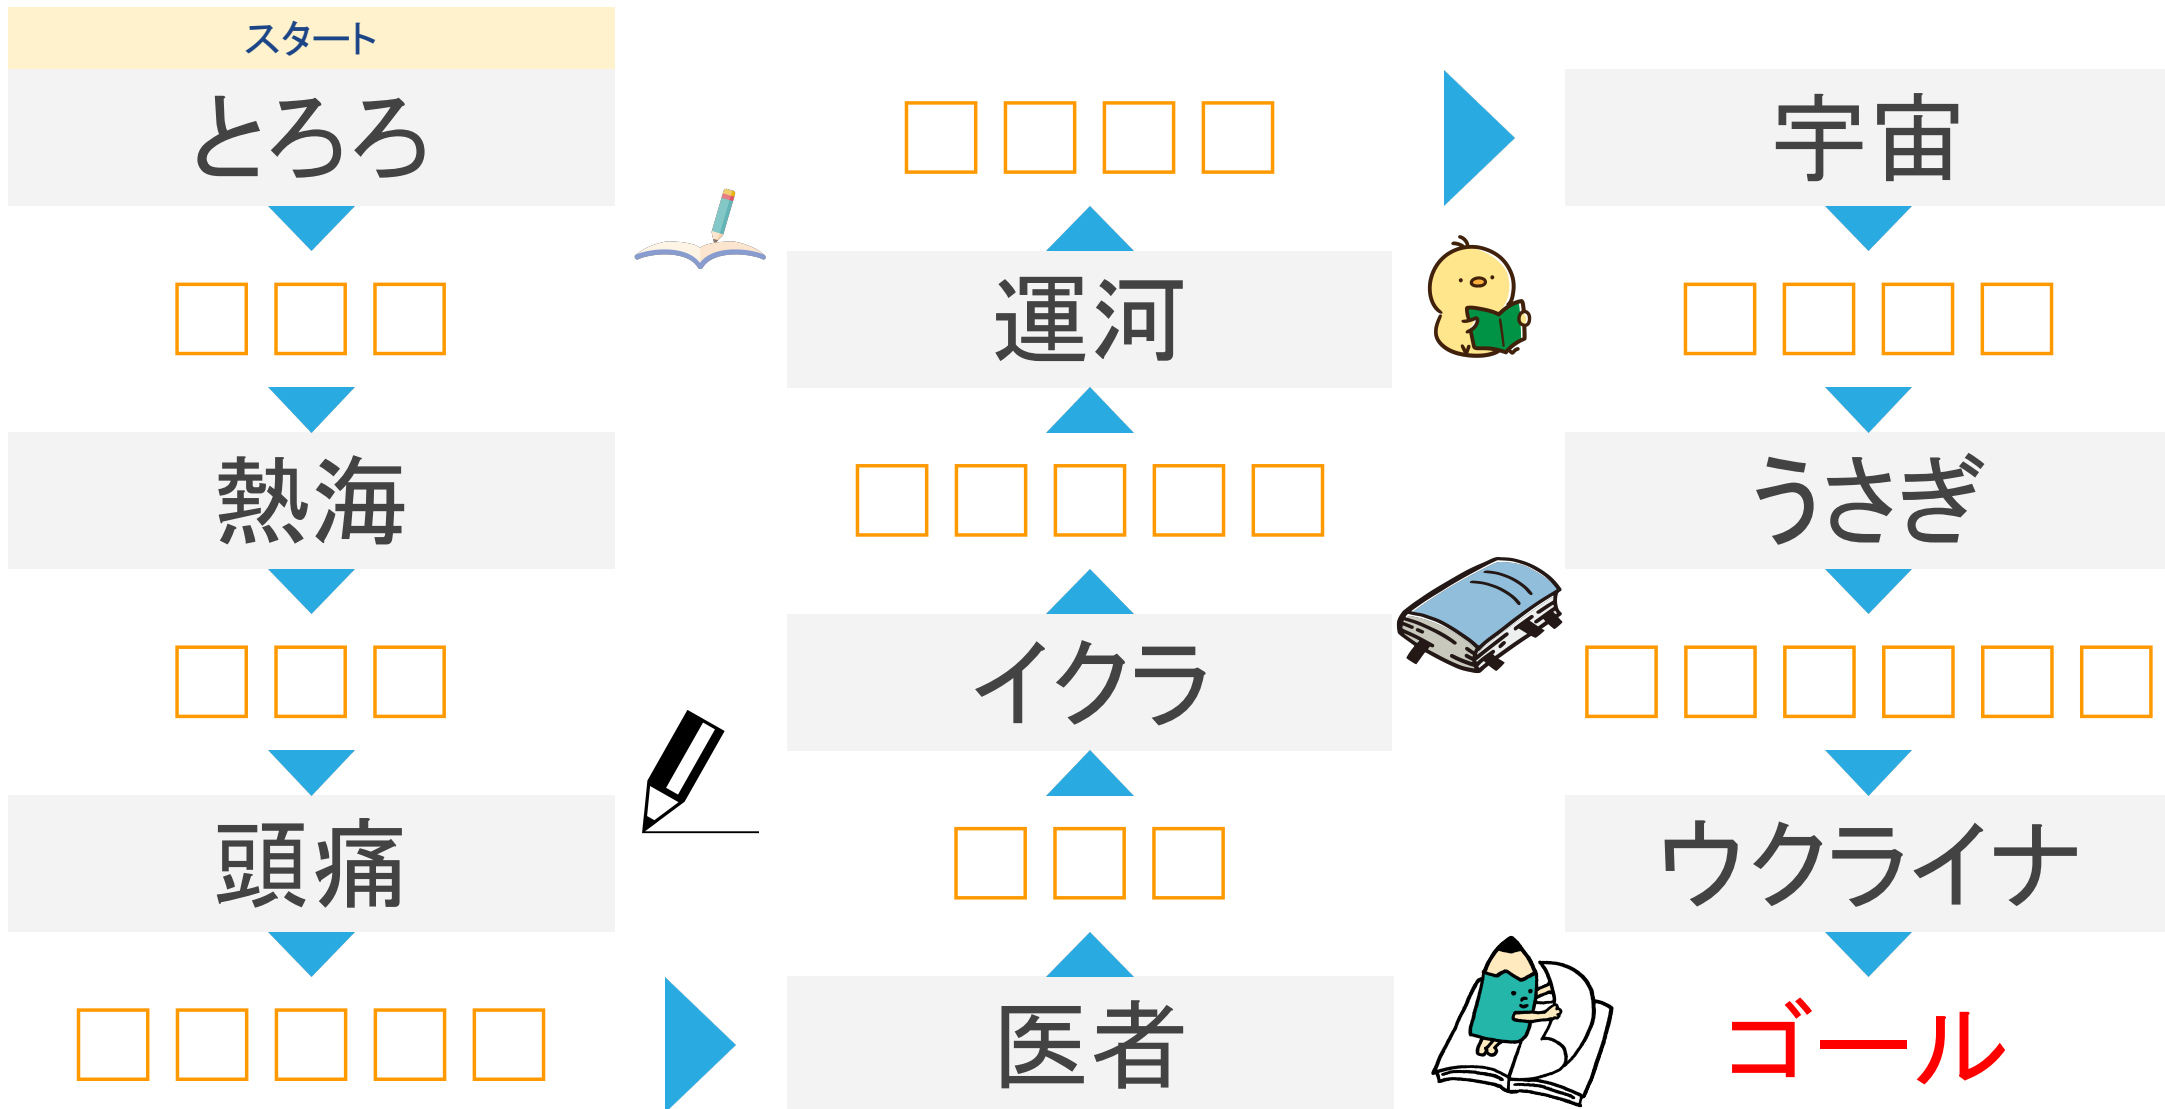 スタート
とろろ
熱海
頭痛
医者
イクラ
運河
宇宙
うさぎ
ウクライナ
ゴール